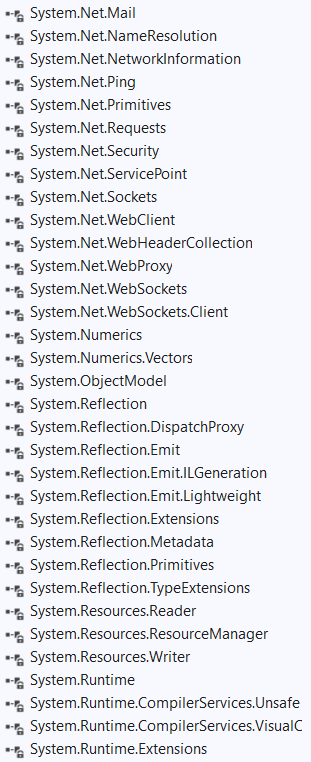 System.Net.Mail
System.Net.NameResolution
System.Net.NetworkInformation
System.Net.Ping
System.Net.Primitives
System.Net.Requests
System.Net.Security
System.Net.ServicePoint
System.Net.Sockets
System.Net.WebClient
System.Net.WebHeaderCollection
System.Net.WebProxy
System.Net.WebSockets
System.Net.WebSockets.Client
System.Numerics
System.Numerics.Vectors
System.ObjectModel
System.Reflection
System.Reflection.DispatchProxy
System.Reflection.Emit
System.Reflection.Emit.ILGeneration
System.Reflection.Emit.Lightweight
System.Reflection.Extensions
System.Reflection.Metadata
System.Reflection.Primitives
System.Reflection.TypeExtensions
System.Resources.Reader
System.Resources.ResourceManager
System.Resources.Writer
System.Runtime
System.Runtime.CompilerServices.Unsafe
System.Runtime.CompilerServices.VisualC
System.Runtime.Extensions